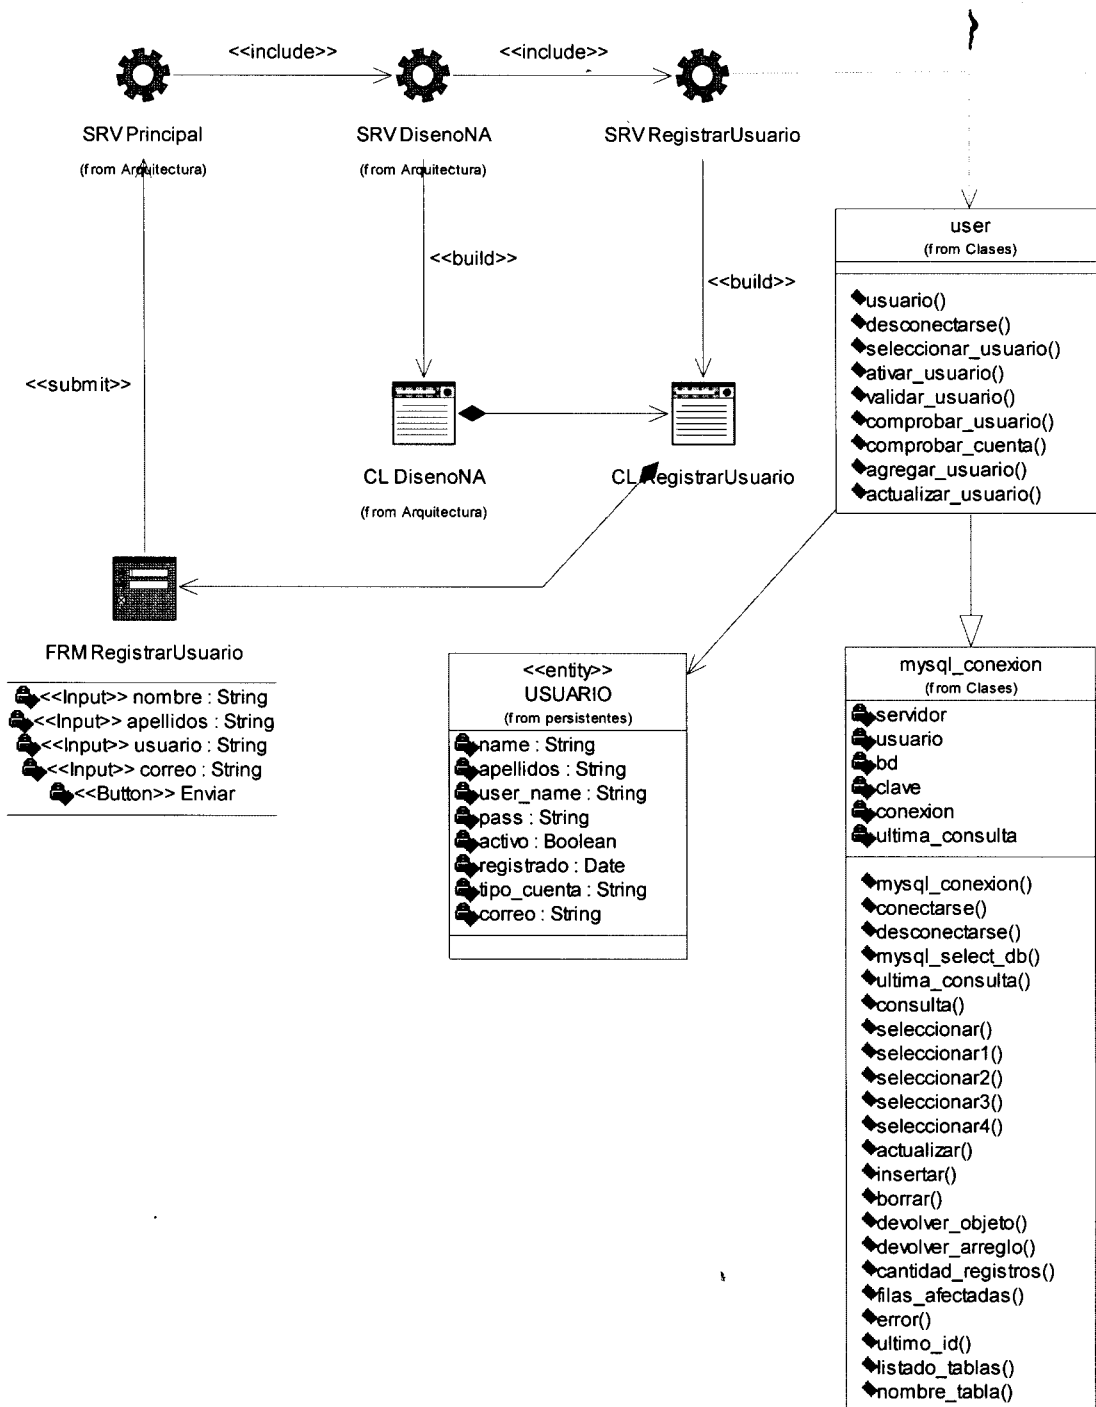 <<include>>
<<include>>
SRV Principal
(from Arquitectura)
SRV DisenoNA
(from Arquitectura)
SRV RegistrarUsuario
<<build>>
<<build>>
<<submit>>
CL DisenoNA
(from Arquitectura)
CL RegistrarUsuario
user
(from Clases)
usuario()
desconectarse()
seleccionar_usuario()
ativar_usuario()
validar_usuario()
comprobar_usuario()
comprobar_cuenta()
agregar_usuario()
actualizar_usuario()
FRM RegistrarUsuario
<<Input>> nombre : String
<<Input>> apellidos : String
<<Input>> usuario : String
<<Input>> correo : String
<<Button>> Enviar
<<entity>>
USUARIO
(from persistentes)
name : String
apellidos : String
user_name : String
pass : String
activo : Boolean
registrado : Date
tipo_cuenta : String
correo : String
mysql_conexion
(from Clases)
servidor
usuario
bd
clave
conexion
ultima_consulta
mysql_conexion()
conectarse()
desconectarse()
mysql_select_db()
ultima_consulta()
consulta()
seleccionar()
seleccionar1()
seleccionar2()
seleccionar3()
seleccionar4()
actualizar()
insertar()
borrar()
devolver_objeto()
devolver_arreglo()
cantidad_registros()
filas_afectadas()
error()
ultimo_id()
listado_tablas()
nombre_tabla()